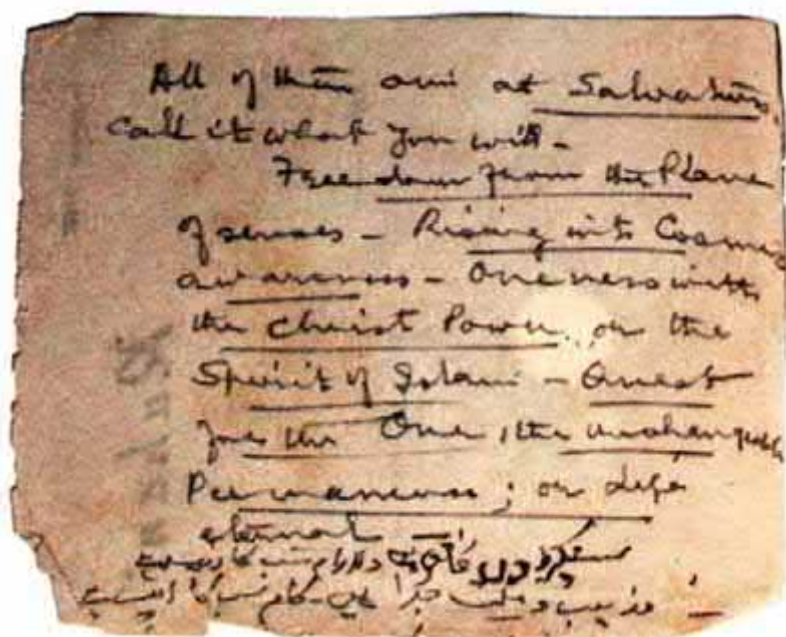 All of them aim at Salvation.
Call it what you will -
Freedom from the Plane
of senses - Rising into Cosmic
awareness - Oneness with
the Christ Power or the
Spirit of Islam - Quest
for the One, the unchangeable
Permanence; or Life
eternal -